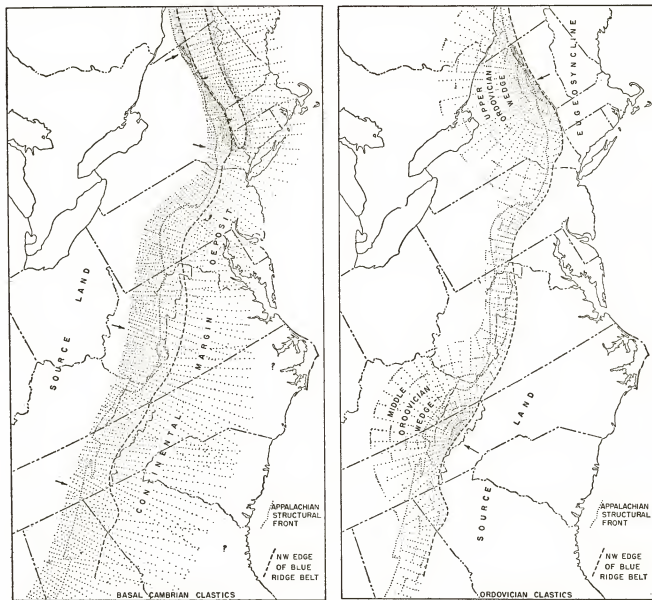 SOURCE LAND
CONTINENTAL MARGIN DEPOSIT
?
?
APPALACHIAN
STRUCTURAL
FRONT
NW EDGE
OF BLUE
RIDGE BELT
BASAL CAMBRIAN CLASTICS
UPPER
ORDOVICIAN
WEDGE
EUGEOSYNCLINE
MIDDLE
ORDOVICIAN
WEDGE
SOURCE LAND
APPALACHIAN
STRUCTURAL
FRONT
NW EDGE
OF BLUE
RIDGE BELT
ORDOVICIAN CLASTICS